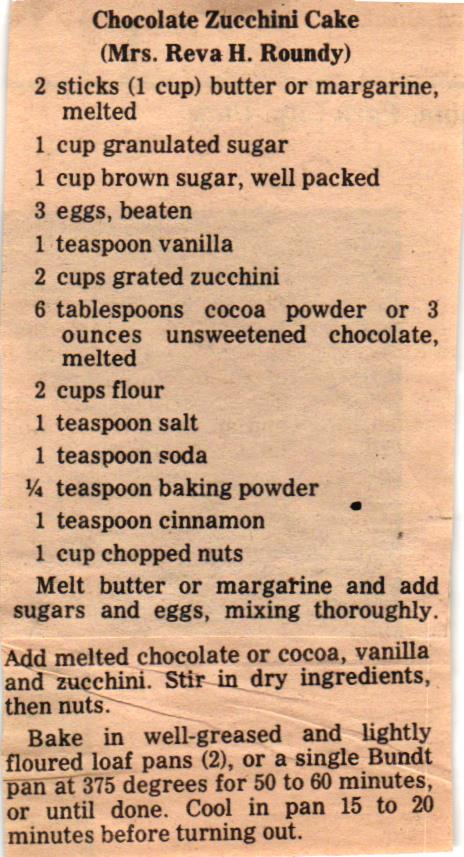 Chocolate Zucchini Cake
(Mrs. Reva H. Roundy)
2 sticks (1 cup) butter or margarine,
melted
1 cup granulated sugar
1 cup brown sugar, well packed
3 eggs, beaten
1 teaspoon vanilla
2 cups grated zucchini
6 tablespoons cocoa powder or 3
ounces unsweetened chocolate,
melted
2 cups flour
1 teaspoon salt
1 teaspoon soda
¼ teaspoon baking powder
1 teaspoon cinnamon
1 cup chopped nuts
Melt butter or margarine and add
sugars and eggs, mixing thoroughly.
Add melted chocolate or cocoa, vanilla
and zucchini. Stir in dry ingredients,
then nuts.
Bake in well-greased and lightly
floured loaf pans (2), or a single Bundt
pan at 375 degrees for 50 to 60 minutes,
or until done. Cool in pan 15 to 20
minutes before turning out.